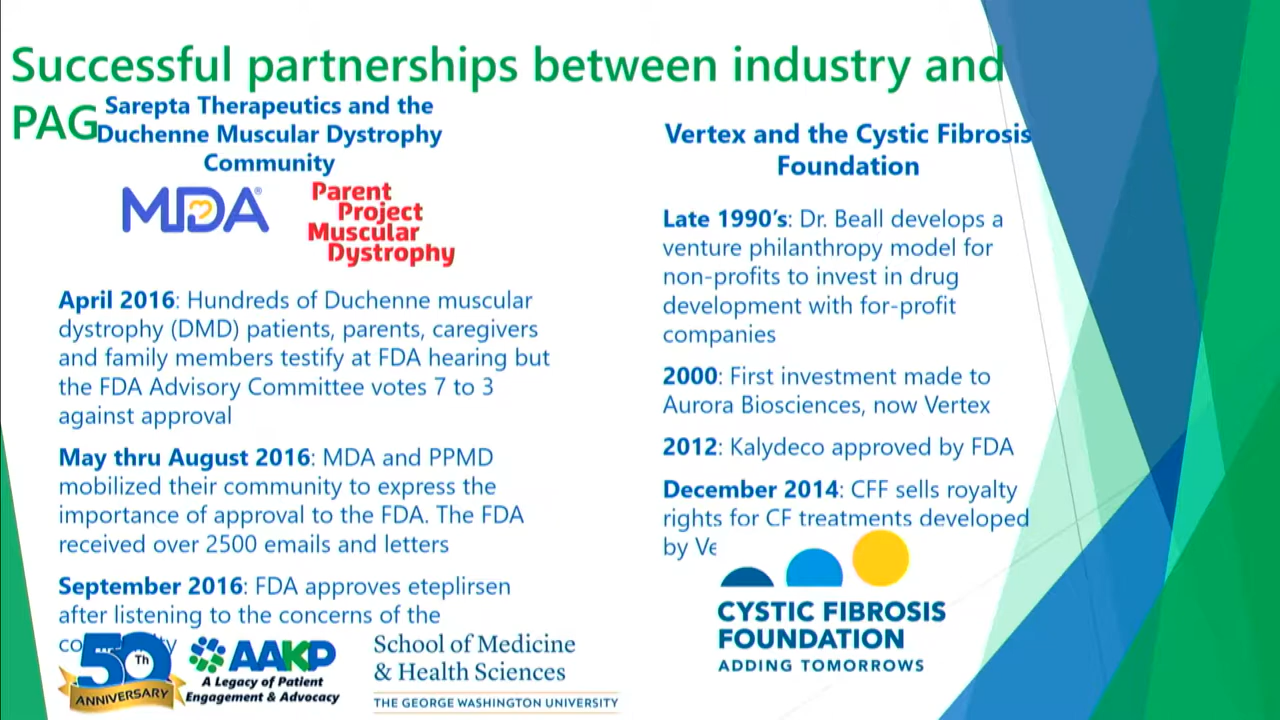 Successful partnerships between industry and
PAG
Sarepta Therapeutics and the
Duchenne Muscular Dystrophy
Community
MDA®
Parent
Project
Muscular
Dystrophy
April 2016: Hundreds of Duchenne muscular
dystrophy (DMD) patients, parents, caregivers
and family members testify at FDA hearing but
the FDA Advisory Committee votes 7 to 3
against approval
May thru August 2016: MDA and PPMD
mobilized their community to express the
importance of approval to the FDA. The FDA
received over 2500 emails and letters
September 2016: FDA approves eteplirsen
after listening to the concerns of the
Vertex and the Cystic Fibrosis
Foundation
Late 1990's: Dr. Beall develops a
venture philanthropy model for
non-profits to invest in drug
development with for-profit
companies
2000: First investment made to
Aurora Biosciences, now Vertex
2012: Kalydeco approved by FDA
December 2014: CFF sells royalty
rights for CF treatments developed
by
CYSTIC FIBROSIS
FOUNDATION
ADDING TOMORROWS
50Th
ANNIVERSARY
AAKP
A Legacy of Patient
Engagement & Advocacy
School of Medicine
& Health Sciences
THE GEORGE WASHINGTON UNIVERSITY